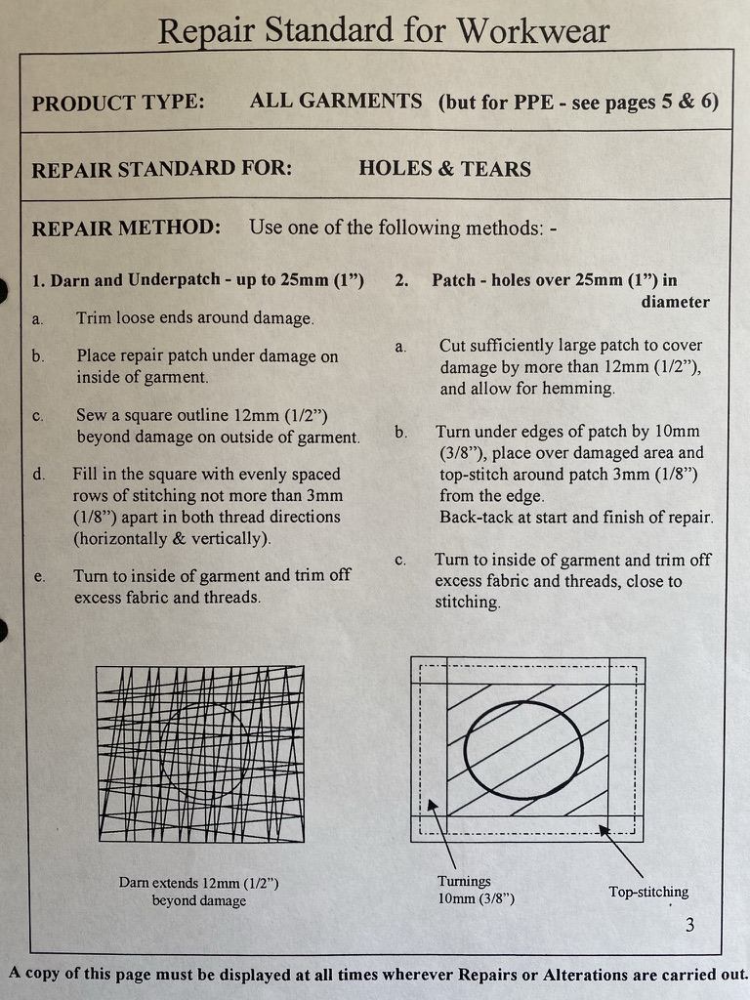 Repair Standard for Workwear
PRODUCT TYPE: ALL GARMENTS (but for PPE - see pages 5 & 6)
REPAIR STANDARD FOR: HOLES & TEARS
REPAIR METHOD: Use one of the following methods: -
1. Darn and Underpatch - up to 25mm (1”)
a. Trim loose ends around damage.
b. Place repair patch under damage on
inside of garment.
c. Sew a square outline 12mm (1/2”)
beyond damage on outside of garment.
d. Fill in the square with evenly spaced
rows of stitching not more than 3mm
(1/8”) apart in both thread directions
(horizontally & vertically).
e. Turn to inside of garment and trim off
excess fabric and threads.
Darn extends 12mm (1/2”)
beyond damage
2. Patch - holes over 25mm (1”) in
diameter
a. Cut sufficiently large patch to cover
damage by more than 12mm (1/2”),
and allow for hemming.
b. Turn under edges of patch by 10mm
(3/8”), place over damaged area and
top-stitch around patch 3mm (1/8”)
from the edge.
Back-tack at start and finish of repair.
c. Turn to inside of garment and trim off
excess fabric and threads, close to
stitching.
Turnings
10mm (3/8”)
Top-stitching
3
A copy of this page must be displayed at all times wherever Repairs or Alterations are carried out.